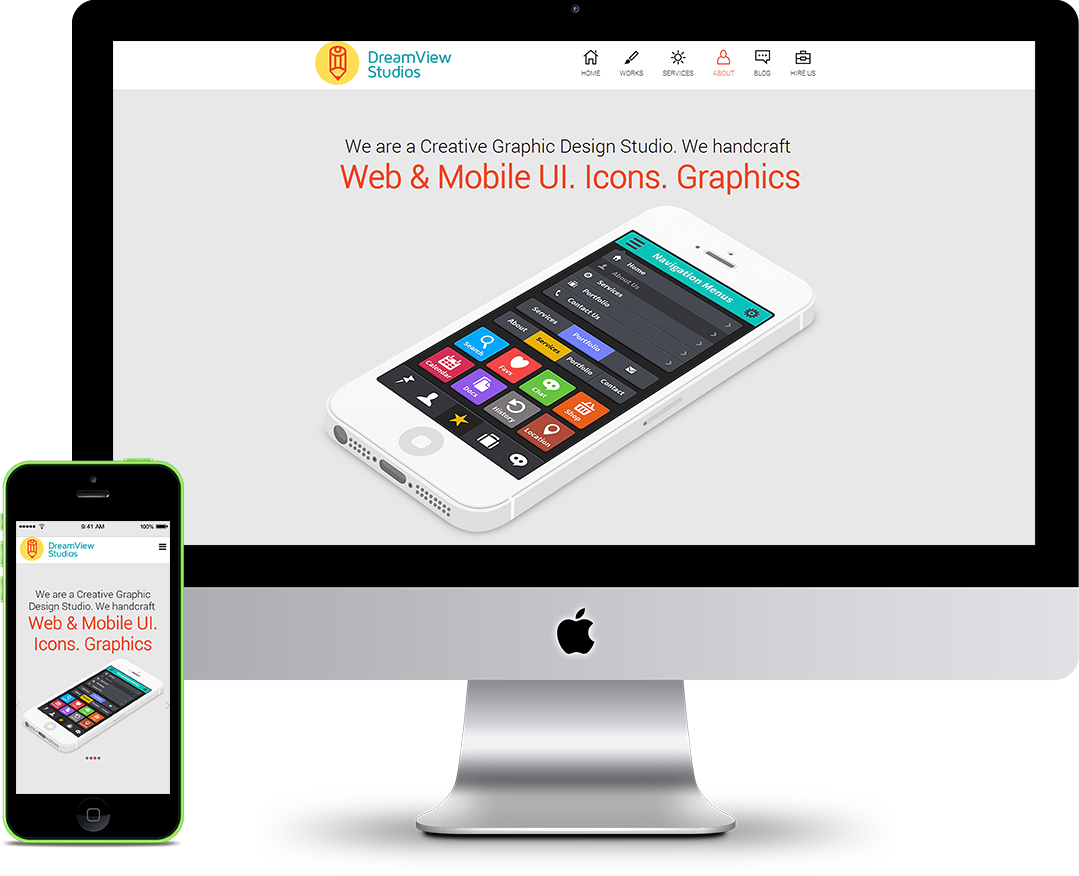 DreamView
Studios
HOME WORKS SERVICES ABOUT BLOG HIRE US
We are a Creative Graphic Design Studio. We handcraft
Web & Mobile UI. Icons. Graphics
Navigation Menus
Home
About Us
Services
Portfolio
Contact Us
Services Portfolio
About Services Portfolio Contact
Search Favs Chat Shop
Calendar Docs History Location
9:41 AM 100%
DreamView
Studios
We are a Creative Graphic
Design Studio. We handcraft
Web & Mobile UI.
Icons. Graphics